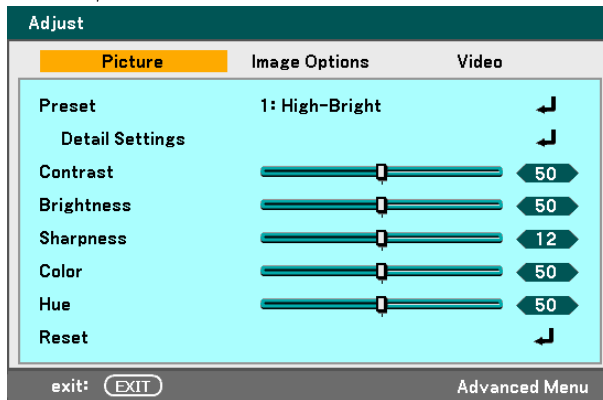 Adjust
Picture Image Options Video
Preset 1: High-Bright
Detail Settings
Contrast 50
Brightness 50
Sharpness 12
Color 50
Hue 50
Reset
exit: EXIT Advanced Menu